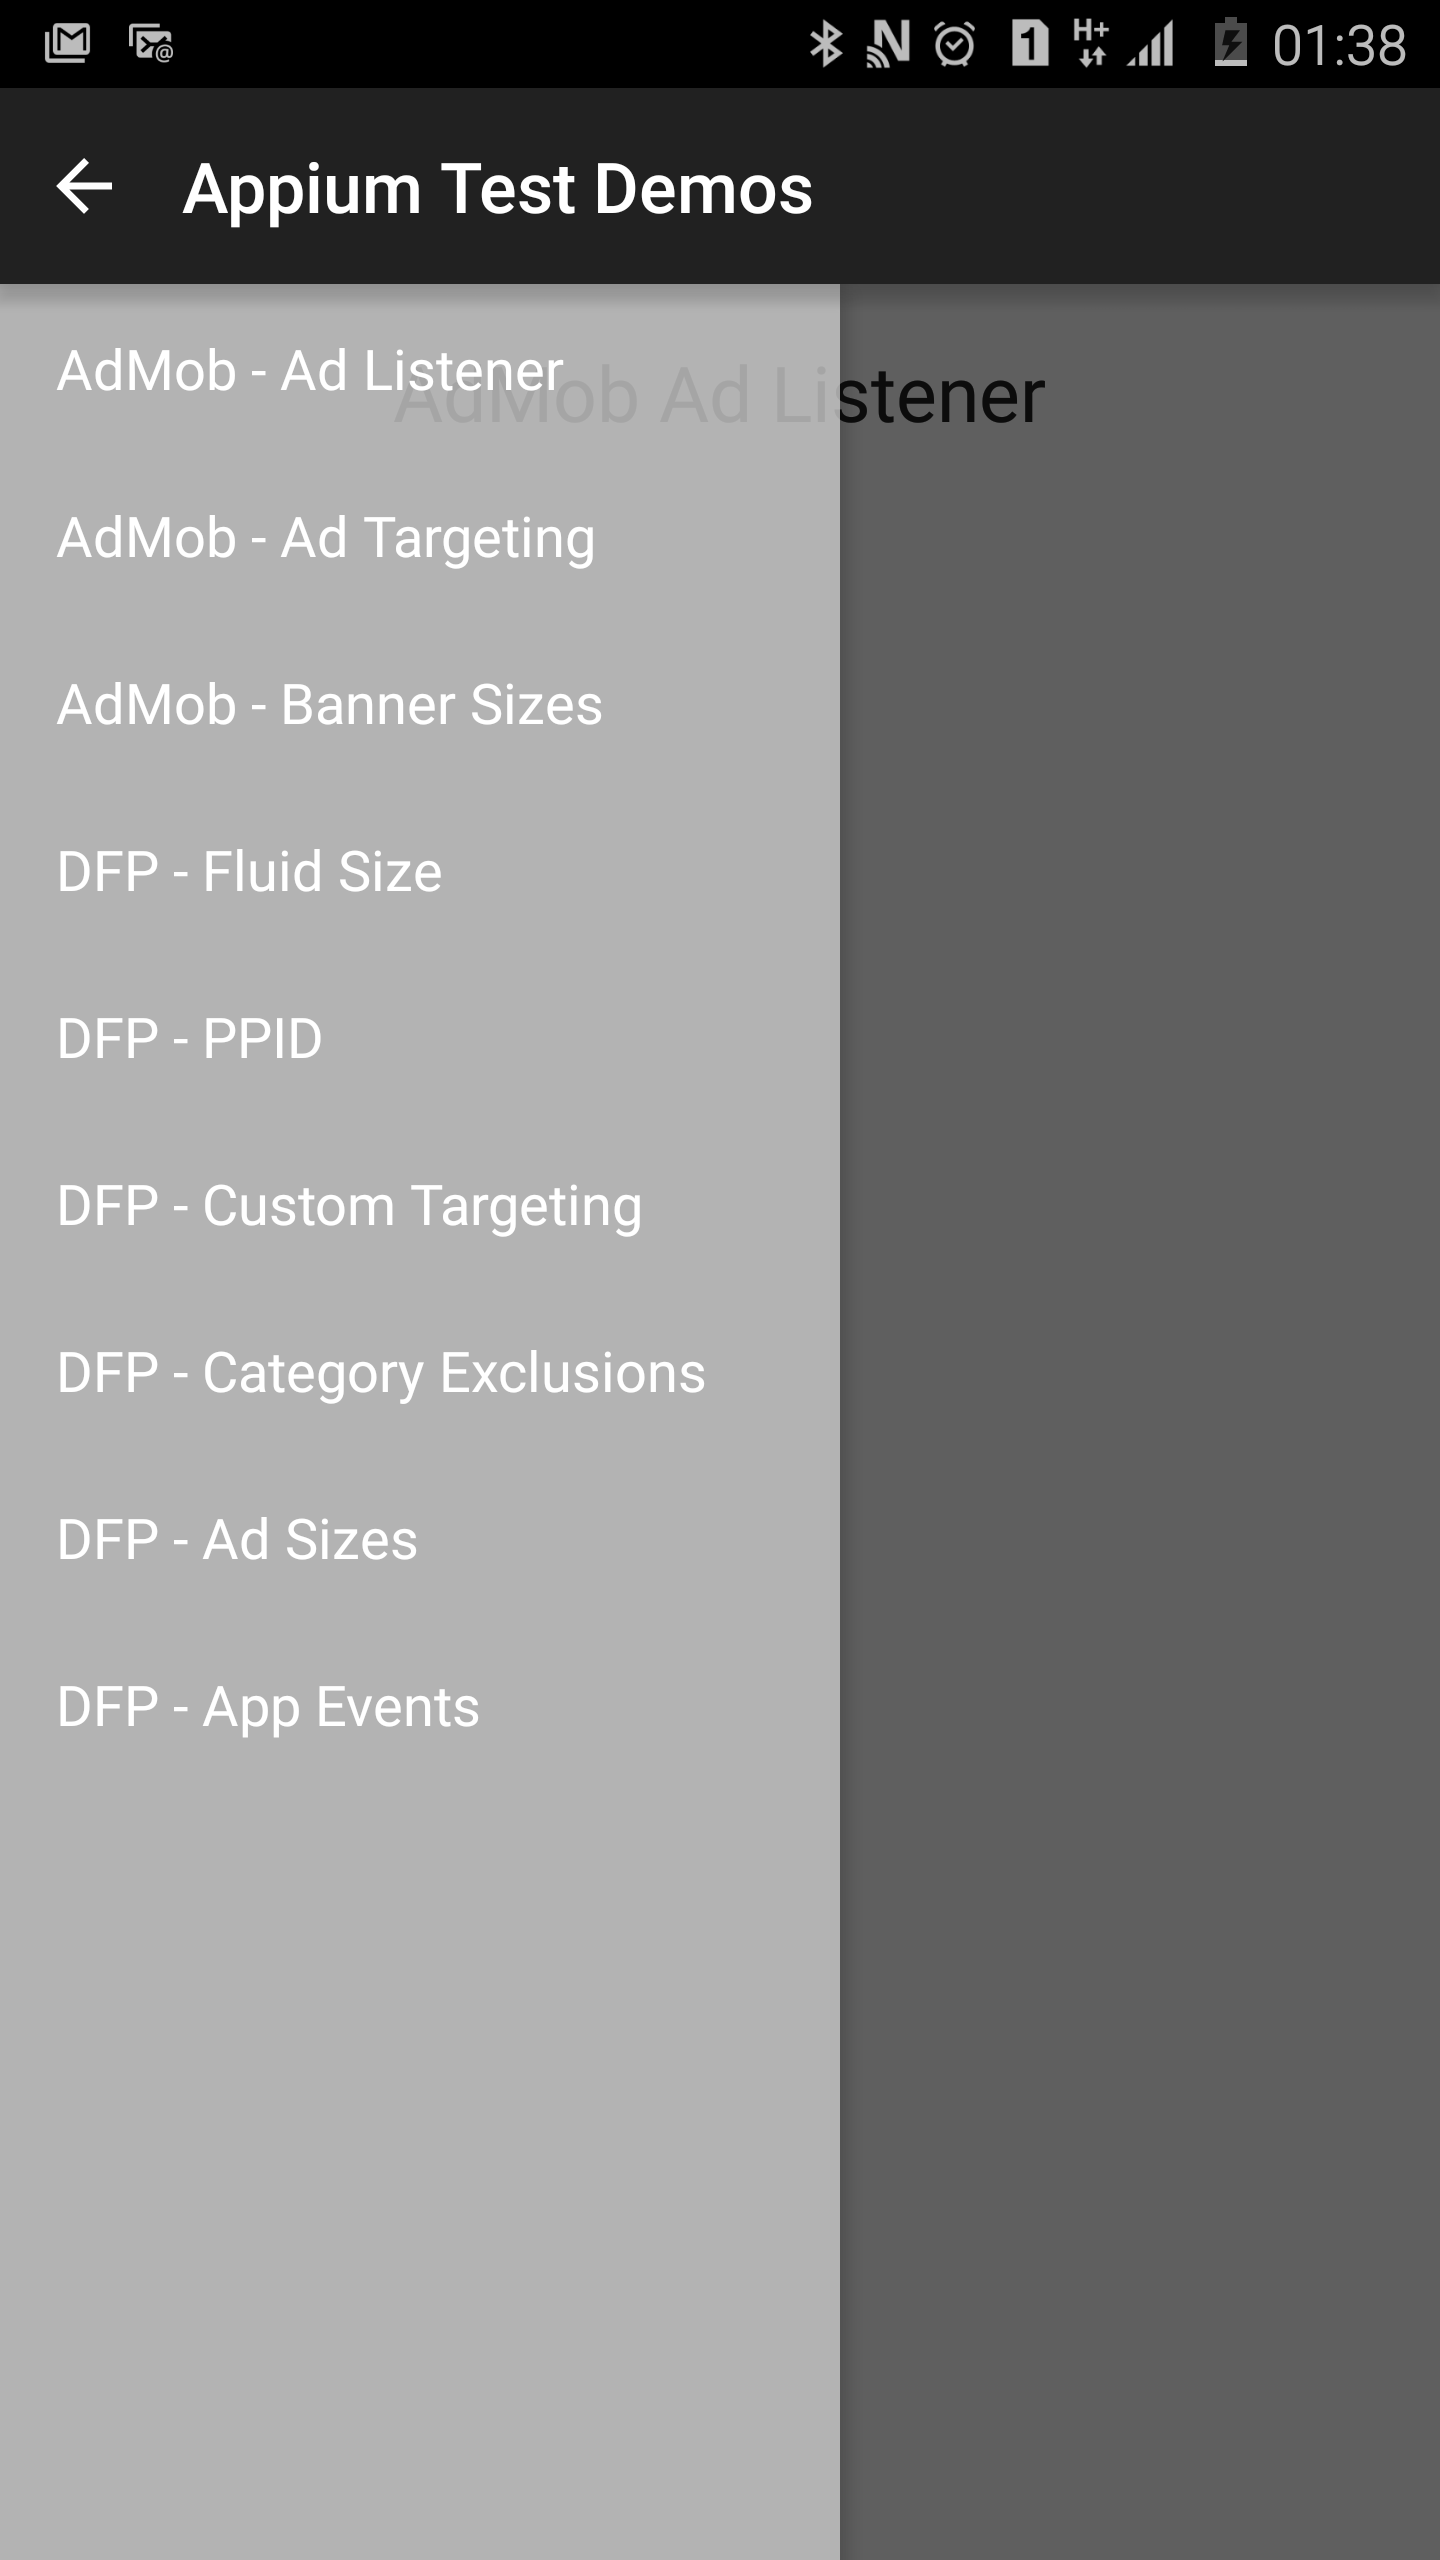 01:38
Appium Test Demos
AdMob - Ad Listener
AdMob Ad Listener
AdMob - Ad Targeting
AdMob - Banner Sizes
DFP - Fluid Size
DFP - PPID
DFP - Custom Targeting
DFP - Category Exclusions
DFP - Ad Sizes
DFP - App Events